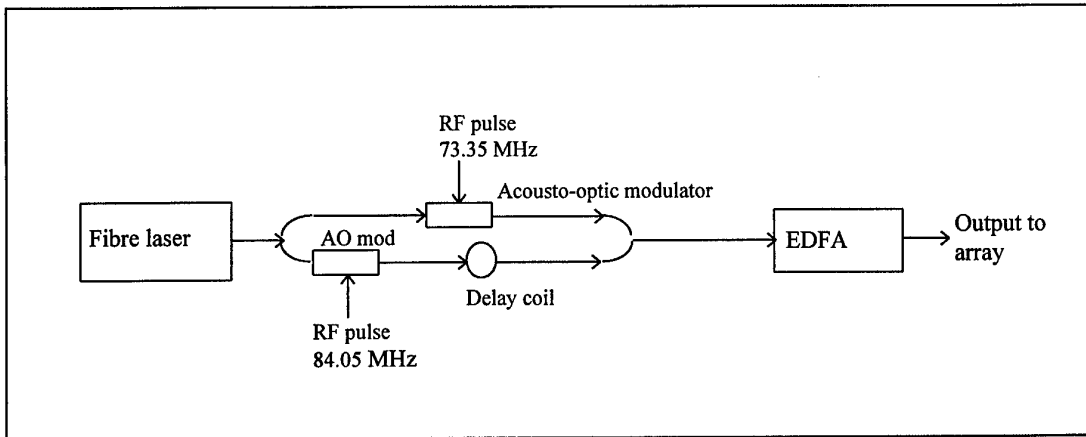 RF pulse
73.35 MHz
Acousto-optic modulator
Fibre laser
AO mod
EDFA
Output to
array
Delay coil
RF pulse
84.05 MHz